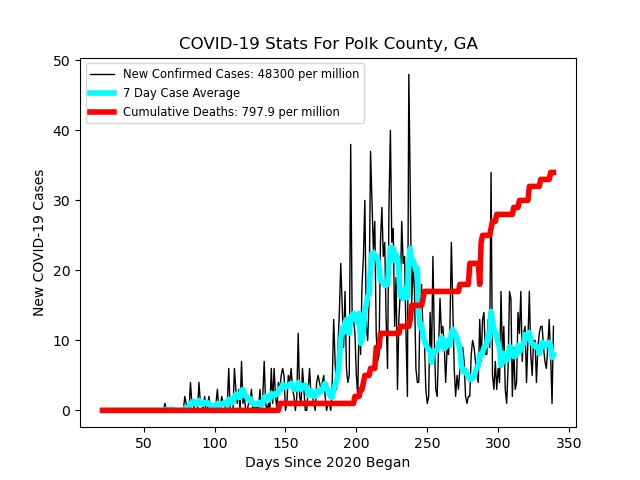 COVID-19 Stats For Polk County, GA
New Confirmed Cases: 48300 per million
7 Day Case Average
Cumulative Deaths: 797.9 per million
New COVID-19 Cases
50
40
30
20
10
0
50 100 150 200 250 300 350
Days Since 2020 Began